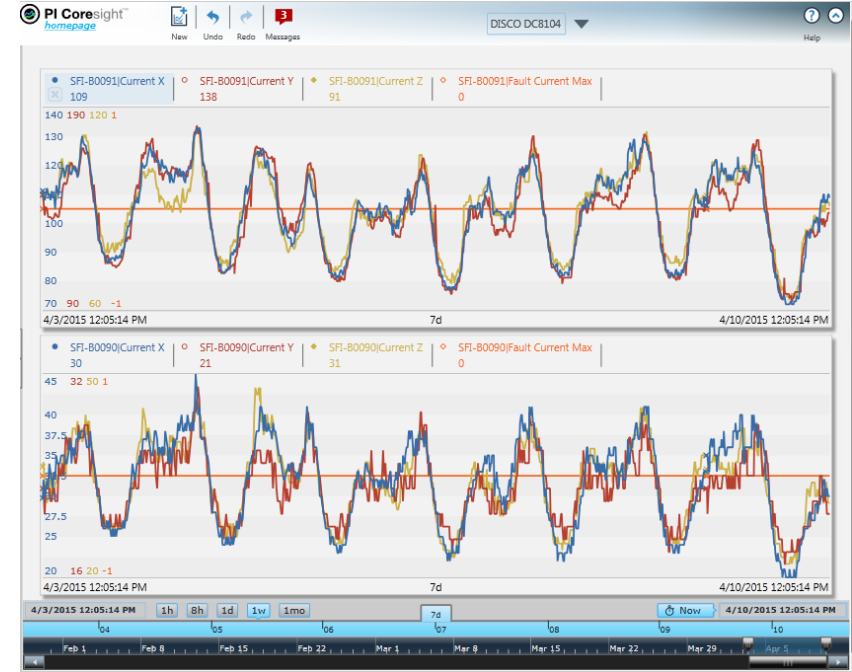 PI Coresight™
homepage
New Undo Redo 3 Messages
DISCO DC8104
? Help
SFI-B0091|Current X SFI-B0091|Current Y SFI-B0091|Current Z SFI-B0091|Fault Current Max
109 138 91 0
140 190 120 1
130
120
100
90
80
70 90 60 -1
4/3/2015 12:05:14 PM 7d 4/10/2015 12:05:14 PM
SFI-B0090|Current X SFI-B0090|Current Y SFI-B0090|Current Z SFI-B0090|Fault Current Max
30 21 31 0
45 32 50 1
40
37.5
35
27.5
25
20 16 20 -1
4/3/2015 12:05:14 PM 7d 4/10/2015 12:05:14 PM
4/3/2015 12:05:14 PM 1h 8h 1d 1w 1mo 7d Now 4/10/2015 12:05:14 PM
'04 '05 '06 '07 '08 '09 '10
Feb 1 Feb 8 Feb 15 Feb 22 Mar 1 Mar 8 Mar 15 Mar 22 Mar 29 Apr 5